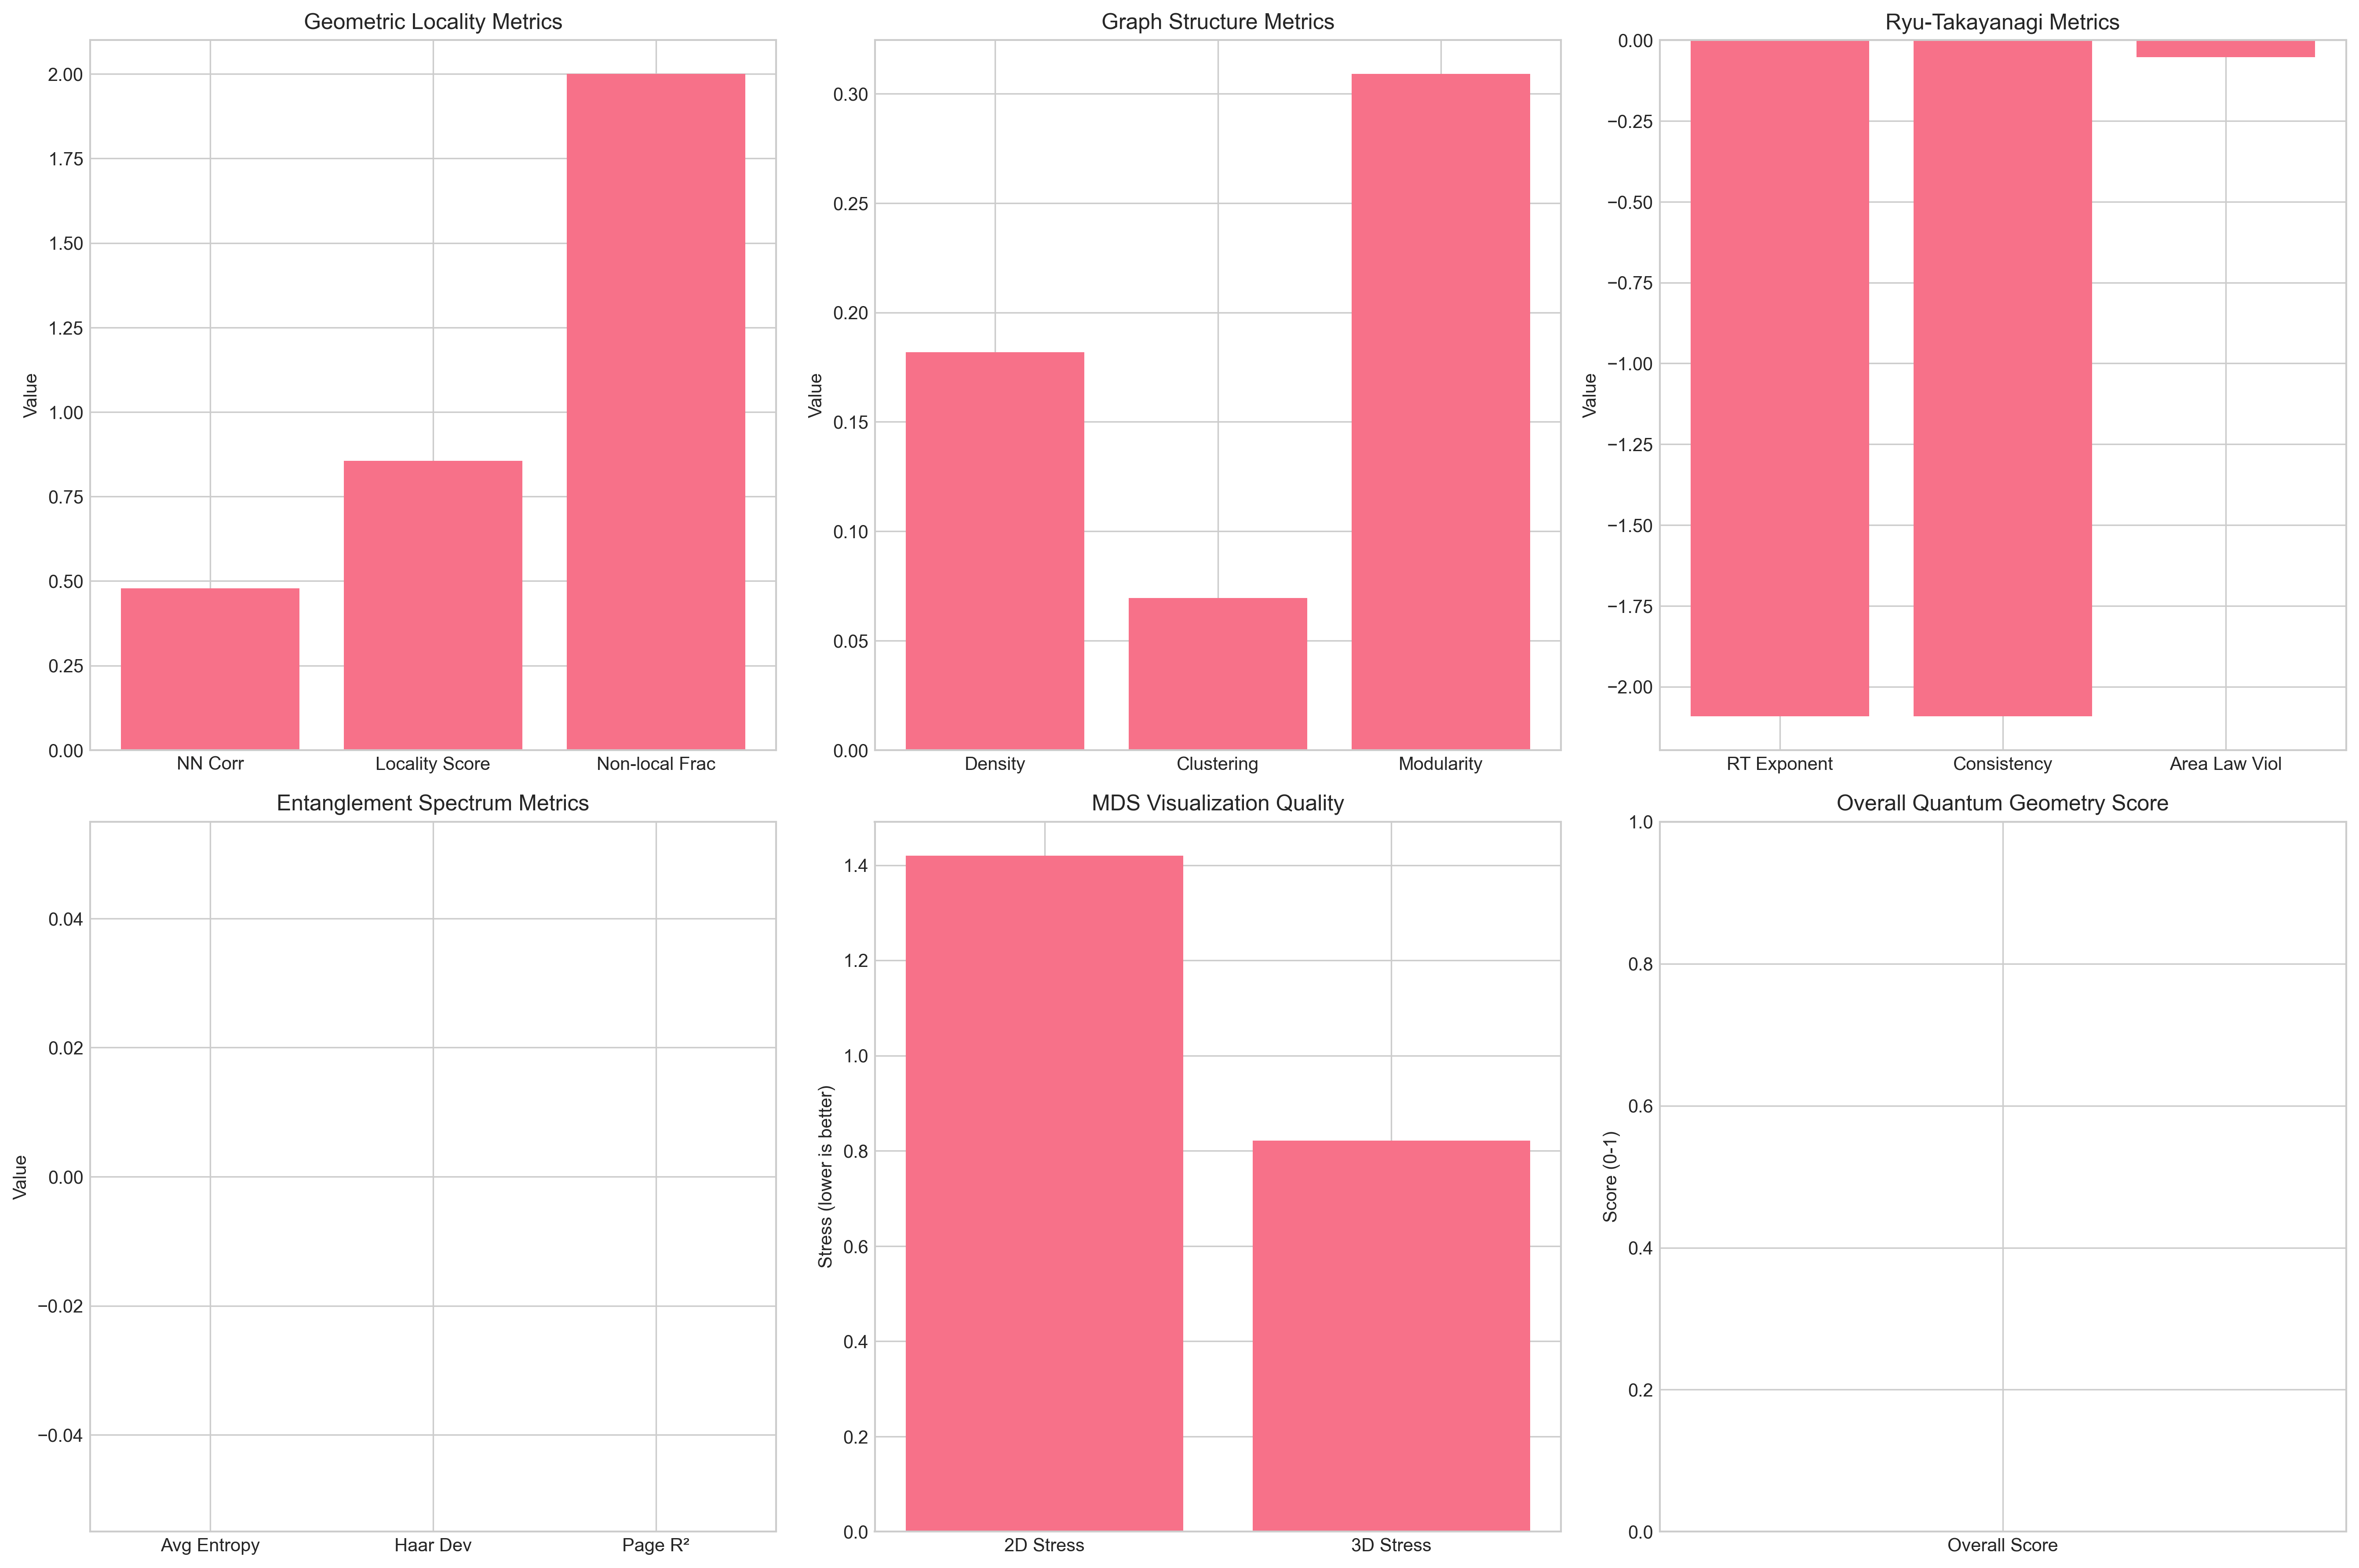 Geometric Locality Metrics
Value
2.00
1.75
1.50
1.25
1.00
0.75
0.50
0.25
0.00
NN Corr
Locality Score
Non-local Frac
Graph Structure Metrics
Value
0.30
0.25
0.20
0.15
0.10
0.05
0.00
Density
Clustering
Modularity
Ryu-Takayanagi Metrics
Value
0.00
−0.25
−0.50
−0.75
−1.00
−1.25
−1.50
−1.75
−2.00
RT Exponent
Consistency
Area Law Viol
Entanglement Spectrum Metrics
Value
0.04
0.02
0.00
−0.02
−0.04
Avg Entropy
Haar Dev
Page R²
MDS Visualization Quality
Stress (lower is better)
1.4
1.2
1.0
0.8
0.6
0.4
0.2
0.0
2D Stress
3D Stress
Overall Quantum Geometry Score
Score (0-1)
1.0
0.8
0.6
0.4
0.2
0.0
Overall Score